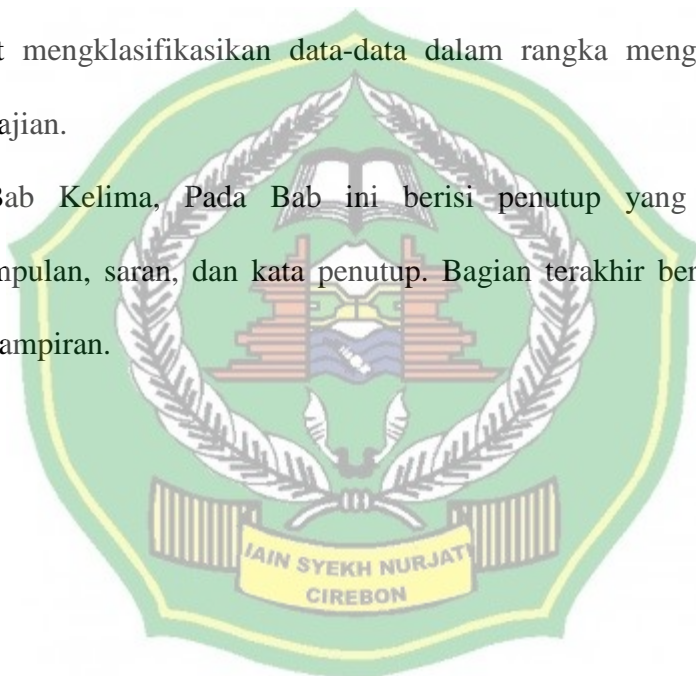 mengklasifikasikan data-data dalam rangka meng
ajian.
Bab Kelima, Pada Bab ini berisi penutup yang
mpulan, saran, dan kata penutup. Bagian terakhir ber
ampiran.
IAIN SYEKH NURJATI
CIREBON